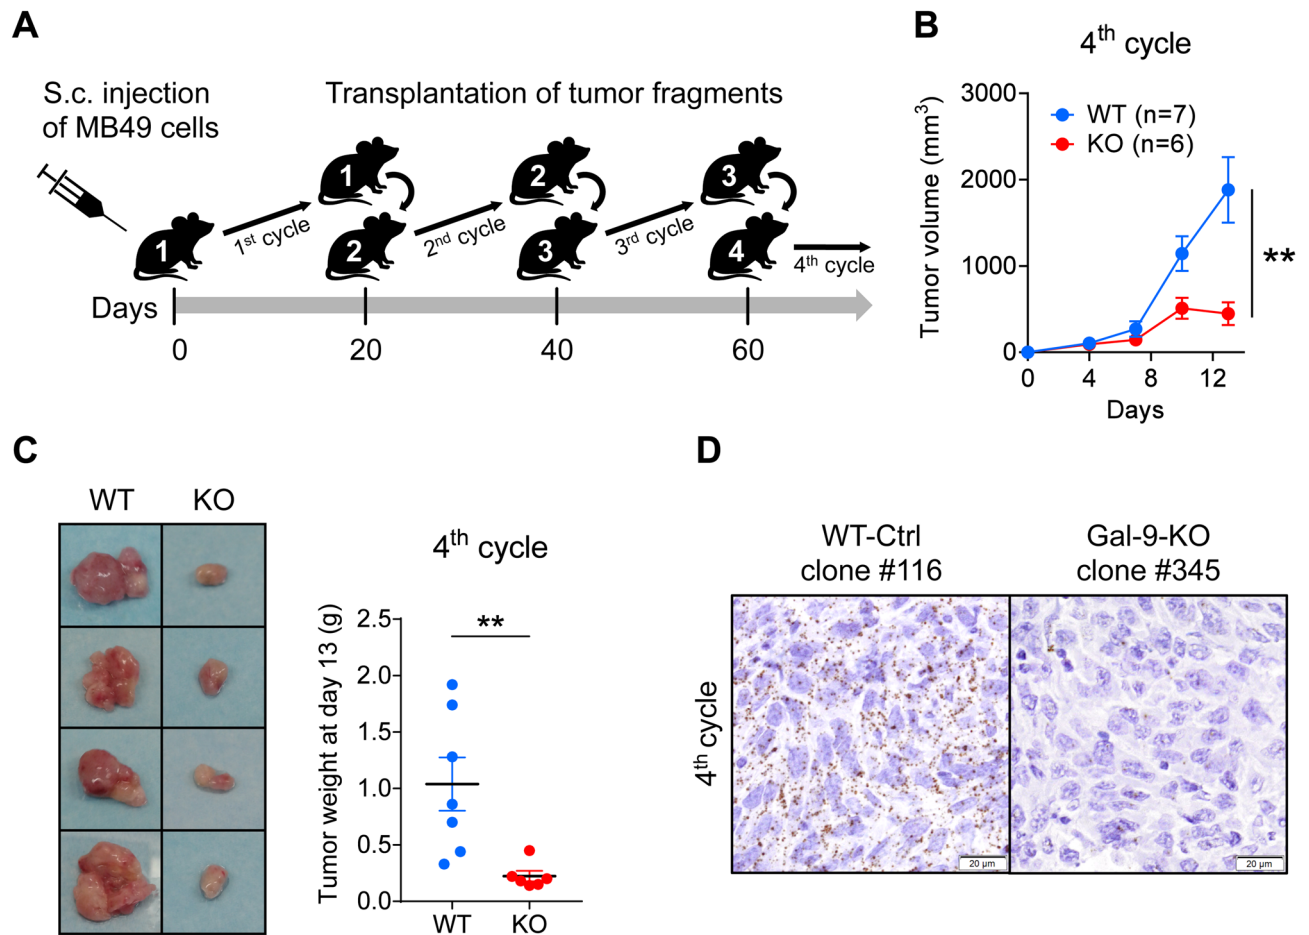 A
S.c. injection
of MB49 cells
Transplantation of tumor fragments
1
1
2
2
3
3
4
1st cycle
2nd cycle
3rd cycle
4th cycle
Days
0
20
40
60
B
4th cycle
Tumor volume (mm3)
3000
2000
1000
0
WT (n=7)
KO (n=6)
**
0
4
8
12
Days
C
WT
KO
4th cycle
Tumor weight at day 13 (g)
2.5
2.0
1.5
1.0
0.5
0.0
**
WT
KO
D
WT-Ctrl
clone #116
Gal-9-KO
clone #345
4th cycle
20 µm
20 µm